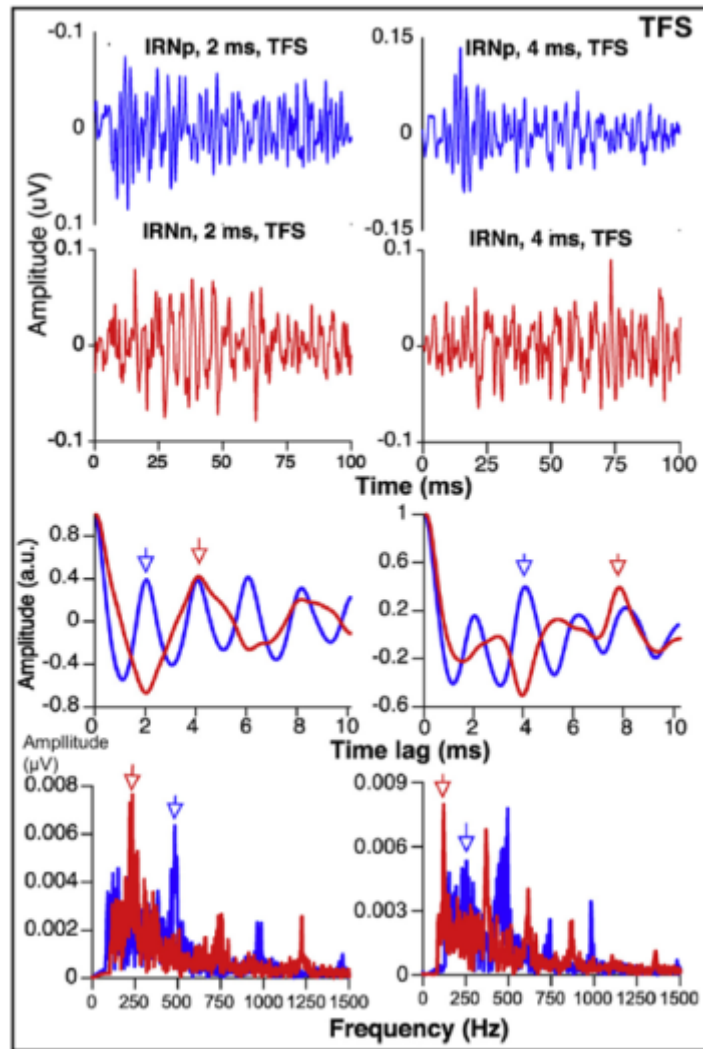 TFS
-0.1
IRNp, 2 ms, TFS
0
0.1
0.15
IRNp, 4 ms, TFS
0
-0.15
Amplitude (uV)
0.1
IRNn, 2 ms, TFS
0
-0.1
0 25 50 75 100
0.1
IRNn, 4 ms, TFS
0
-0.1
0 25 50 75 100
Time (ms)
Amplitude (a.u.)
0.8
0.4
0
-0.4
-0.8
0 2 4 6 8 10
1
0.6
0.2
-0.2
-0.6
0 2 4 6 8 10
Time lag (ms)
Ampllitude
(µV)
0.008
0.006
0.004
0.002
0
0 250 500 750 1000 1250 1500
0.009
0.006
0.003
0.000
0 250 500 750 1000 1250 1500
Frequency (Hz)